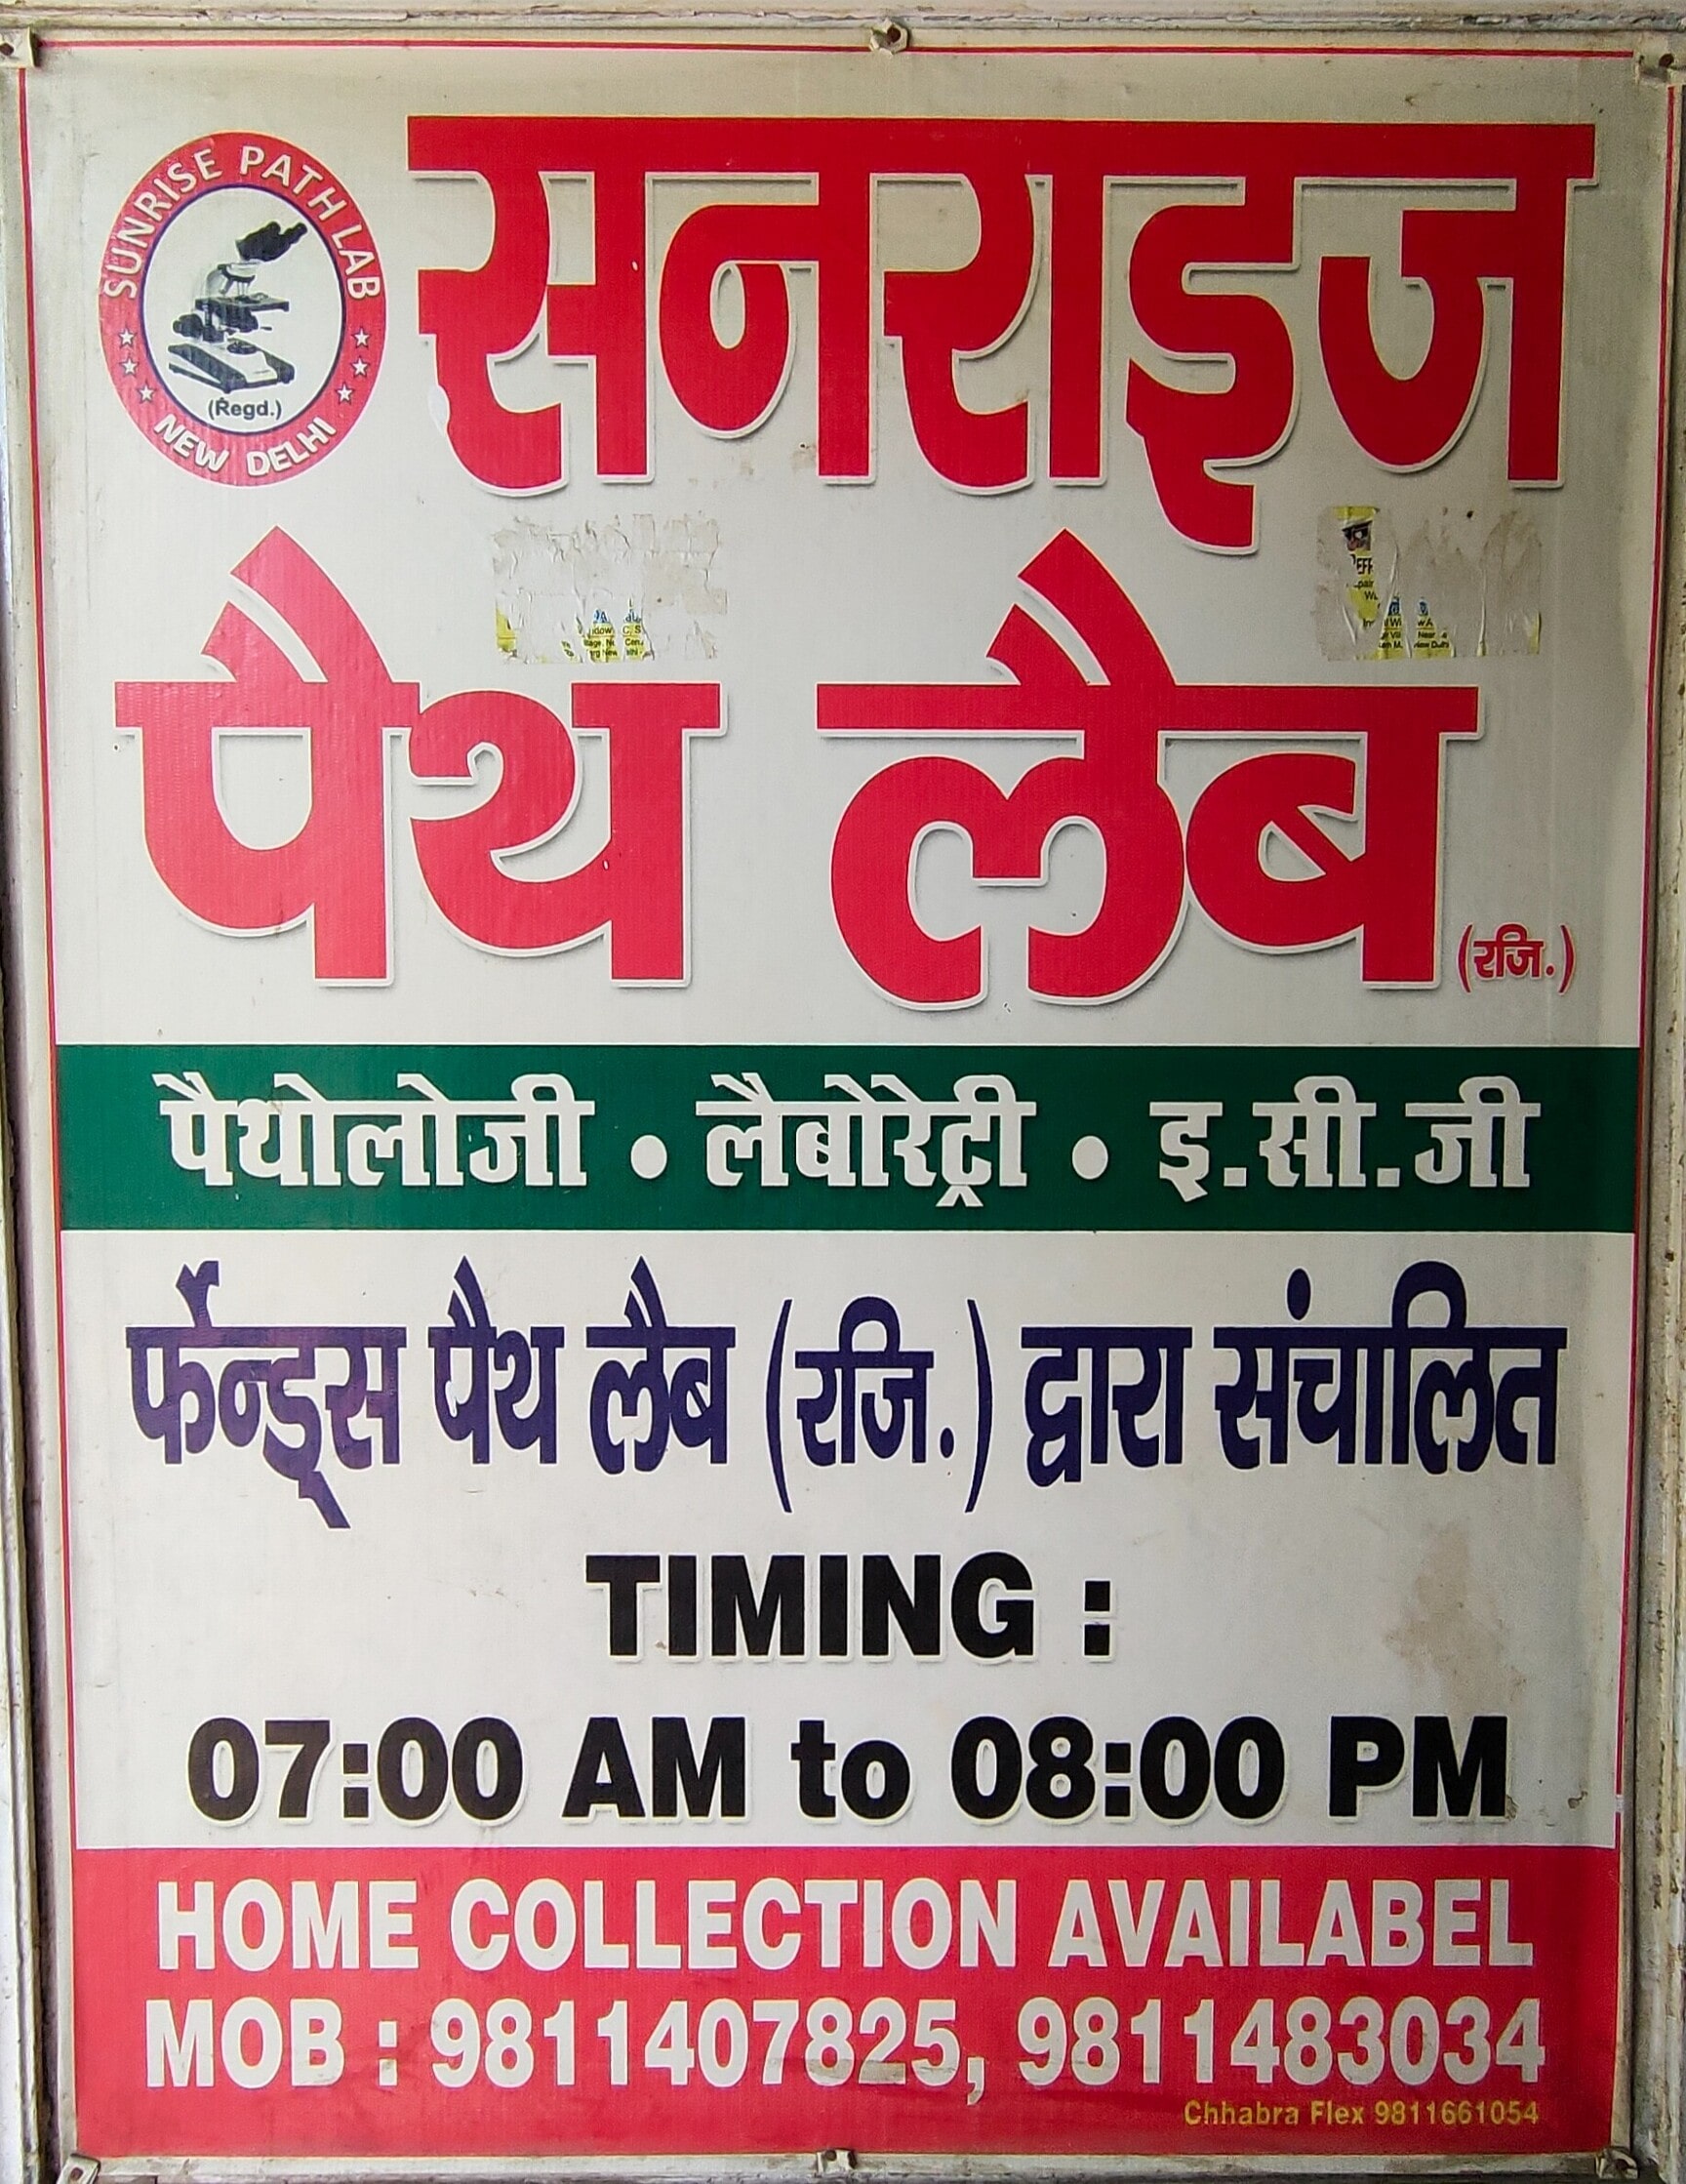 SUNRISE PATH LAB
(Regd.)
NEW DELHI
सनराइज
पैथ लैब (रजि.)
पैथोलोजी • लैबोरेट्री • इ.सी.जी
र्फेन्ड्स पैथ लैब (रजि.) द्वारा संचालित
TIMING :
07:00 AM to 08:00 PM
HOME COLLECTION AVAILABEL
MOB : 9811407825, 9811483034
Chhabra Flex 9811661054